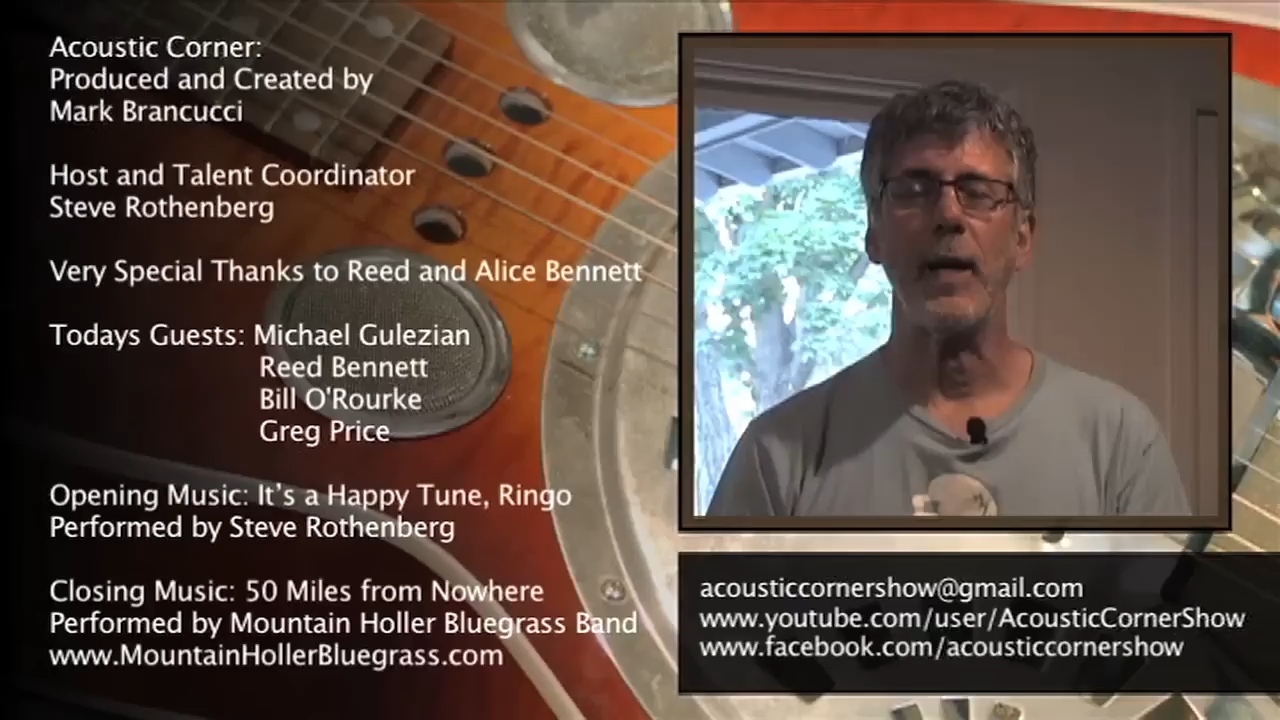 Acoustic Corner:
Produced and Created by
Mark Brancucci
Host and Talent Coordinator
Steve Rothenberg
Very Special Thanks to Reed and Alice Bennett
Todays Guests: Michael Gulezian
Reed Bennett
Bill O'Rourke
Greg Price
Opening Music: It's a Happy Tune, Ringo
Performed by Steve Rothenberg
Closing Music: 50 Miles from Nowhere
Performed by Mountain Holler Bluegrass Band
www.MountainHollerBluegrass.com
acousticcornershow@gmail.com
www.youtube.com/user/AcousticCornerShow
www.facebook.com/acousticcornershow